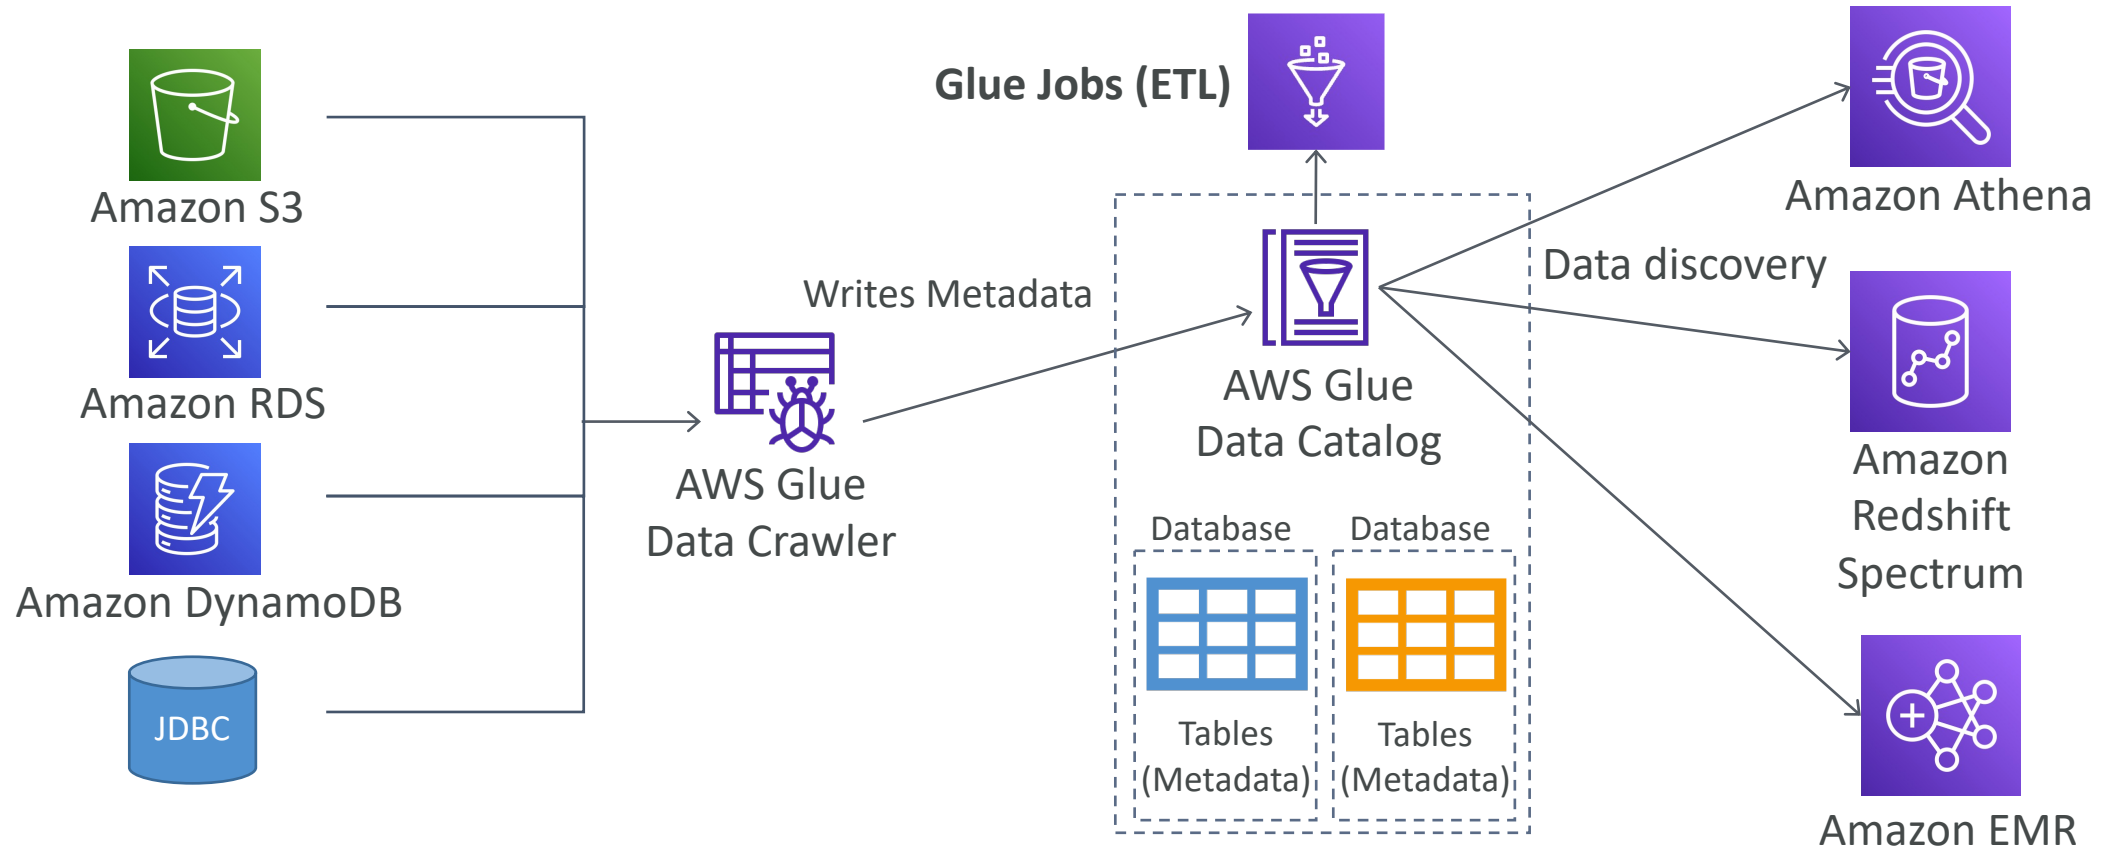 Amazon S3
Amazon RDS
Amazon DynamoDB
JDBC
AWS Glue
Data Crawler
Writes Metadata
Glue Jobs (ETL)
AWS Glue
Data Catalog
Database
Tables
(Metadata)
Database
Tables
(Metadata)
Data discovery
Amazon Athena
Amazon
Redshift
Spectrum
Amazon EMR